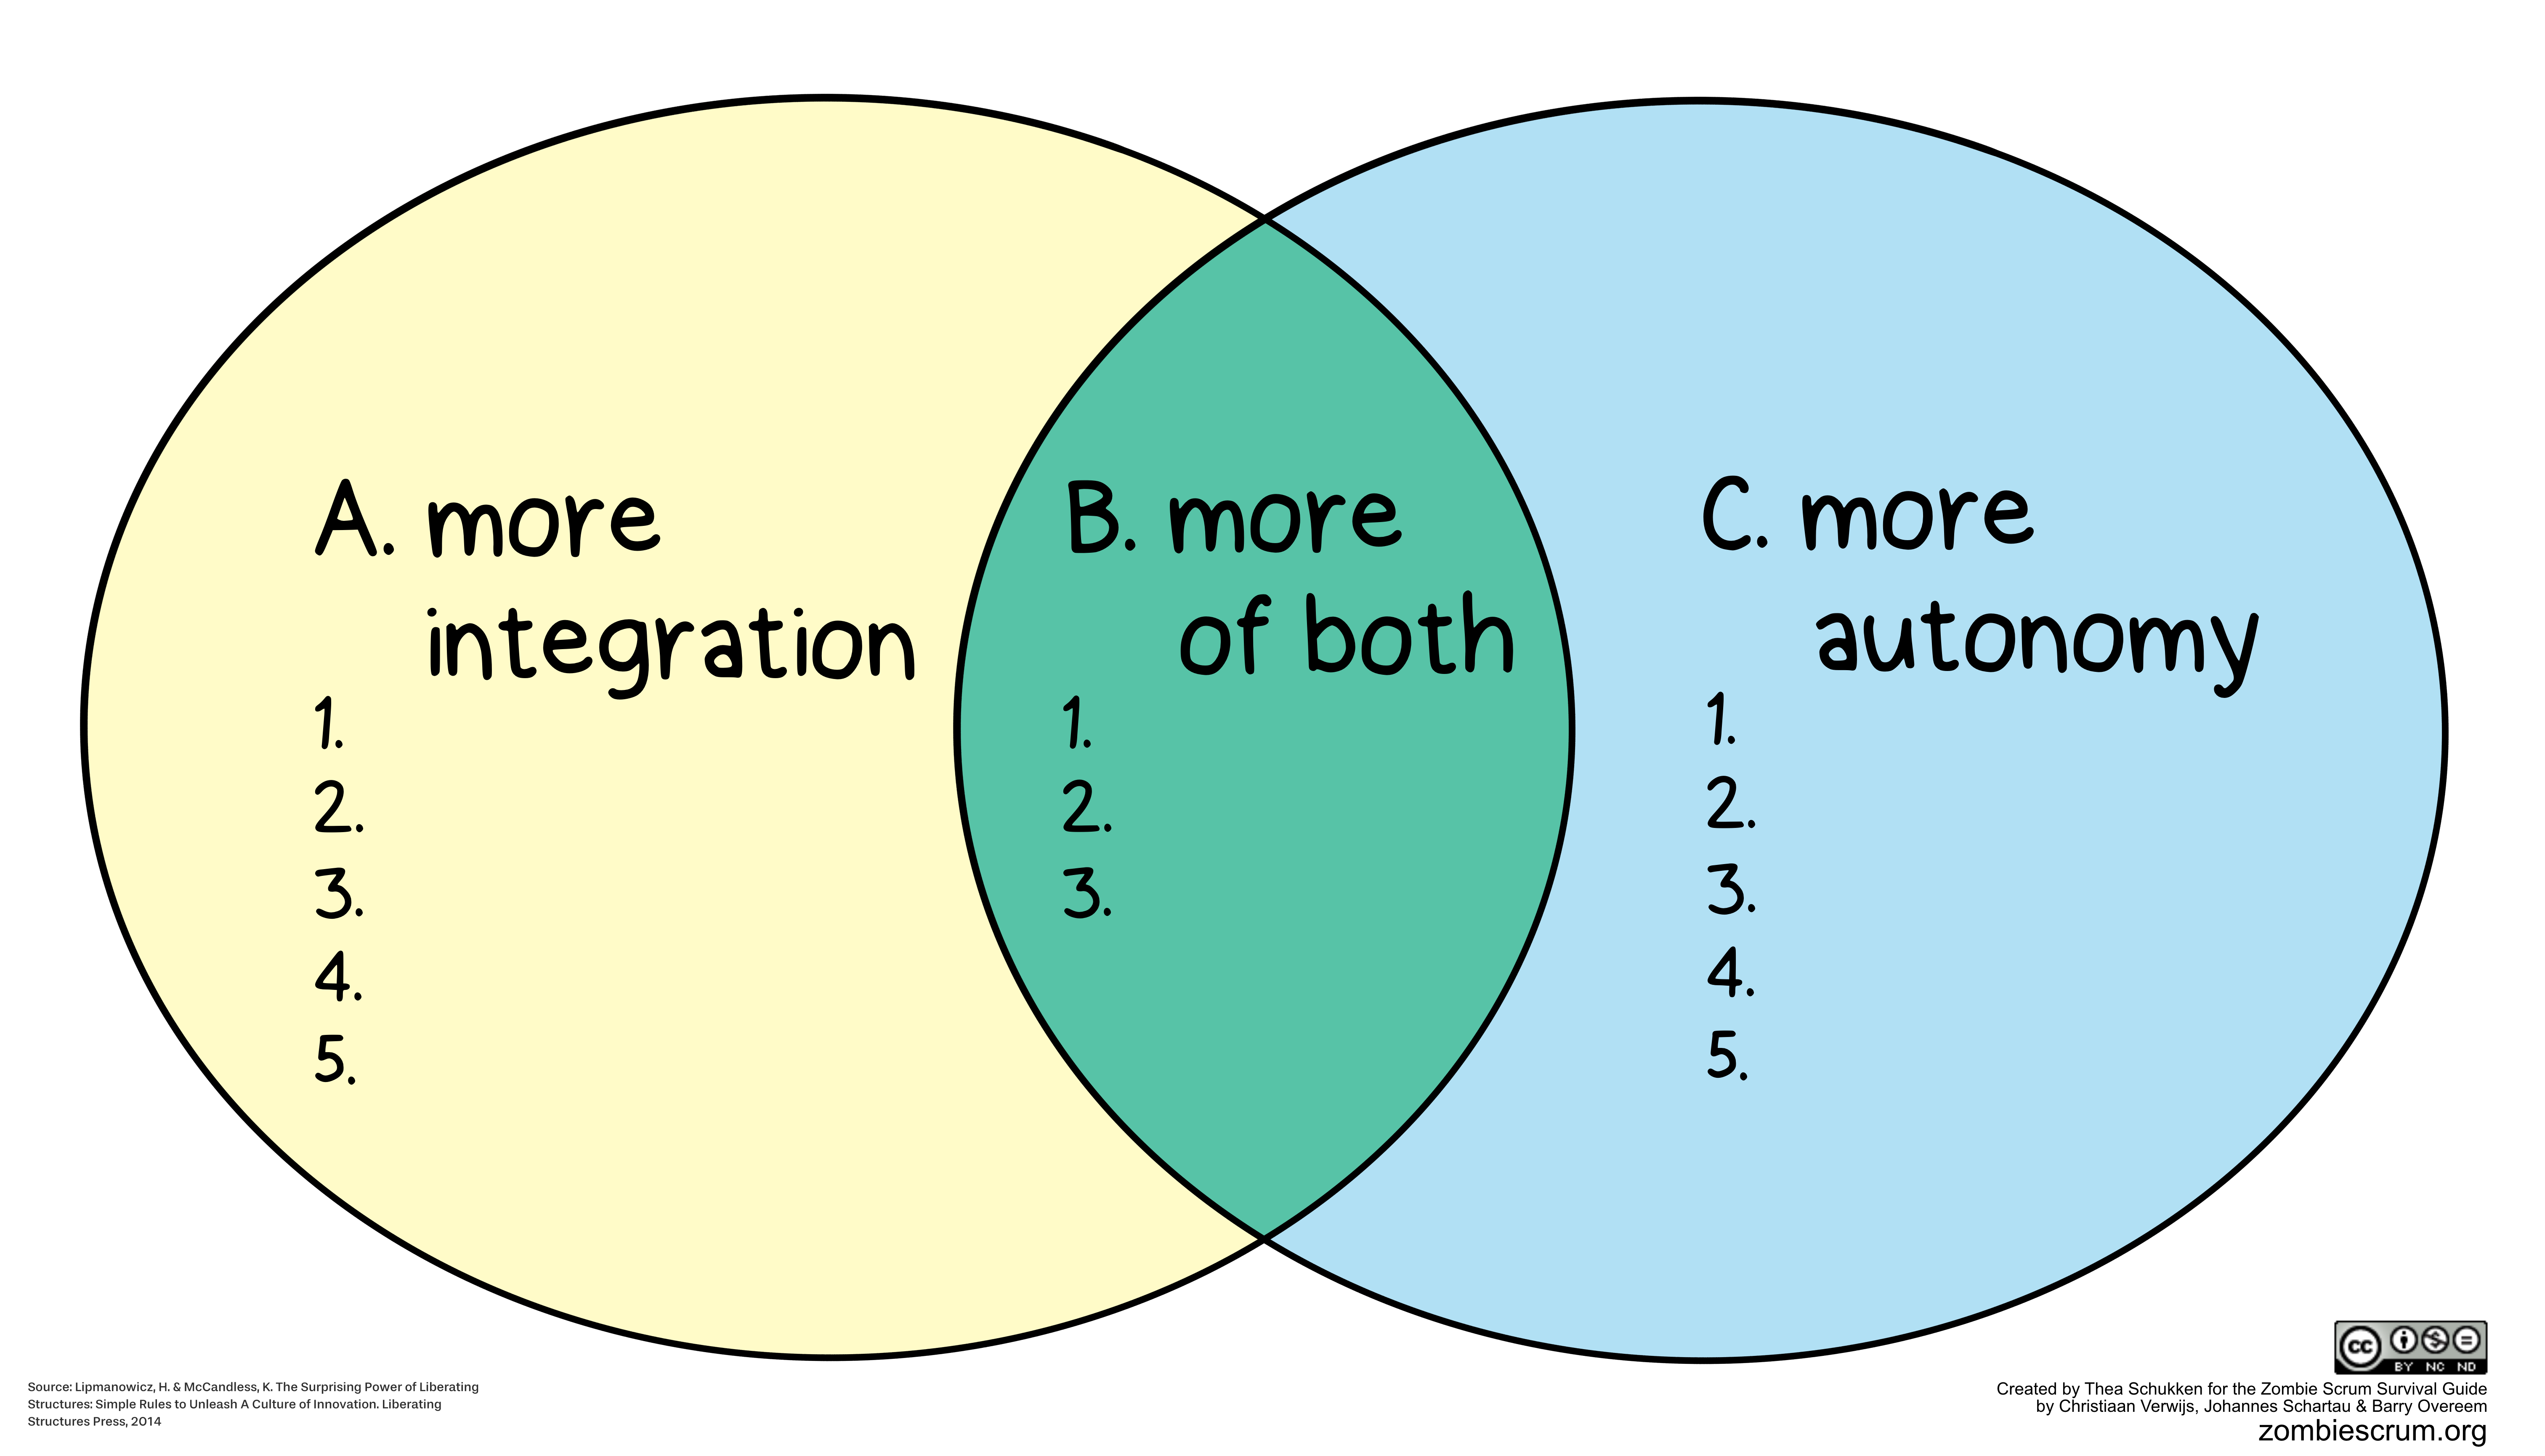 A. more
integration
1.
2.
3.
4.
5.
B. more
of both
1.
2.
3.
C. more
autonomy
1.
2.
3.
4.
5.
Source: Lipmanowicz, H. & McCandless, K. The Surprising Power of Liberating
Structures: Simple Rules to Unleash A Culture of Innovation. Liberating
Structures Press, 2014
cc
BY NC ND
Created by Thea Schukken for the Zombie Scrum Survival Guide
by Christiaan Verwijs, Johannes Schartau & Barry Overeem
zombiescrum.org